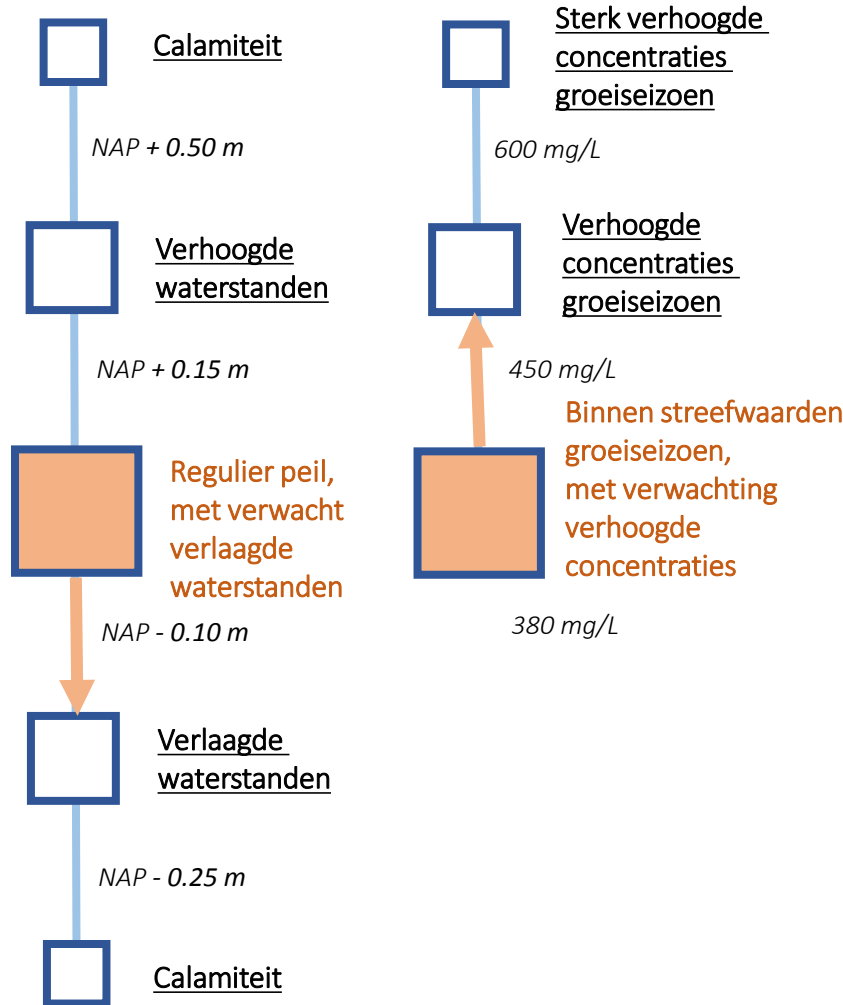 Calamiteit
NAP + 0.50 m
Verhoogde
waterstanden
NAP + 0.15 m
Regulier peil,
met verwacht
verlaagde
waterstanden
NAP - 0.10 m
Verlaagde
waterstanden
NAP - 0.25 m
Calamiteit
Sterk verhoogde
concentraties
groeiseizoen
600 mg/L
Verhoogde
concentraties
groeiseizoen
450 mg/L
Binnen streefwaarden
groeiseizoen,
met verwachting
verhoogde
concentraties
380 mg/L